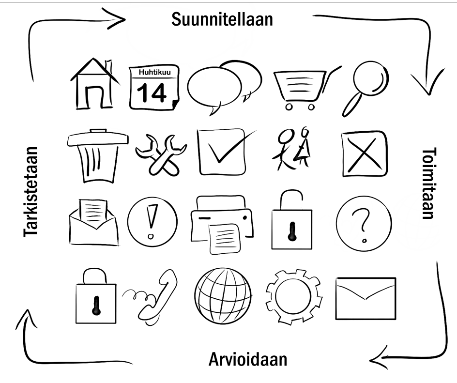 Suunnitellaan
Huhtikuu
14
Toimitaan
Tarkistetaan
Arvioidaan